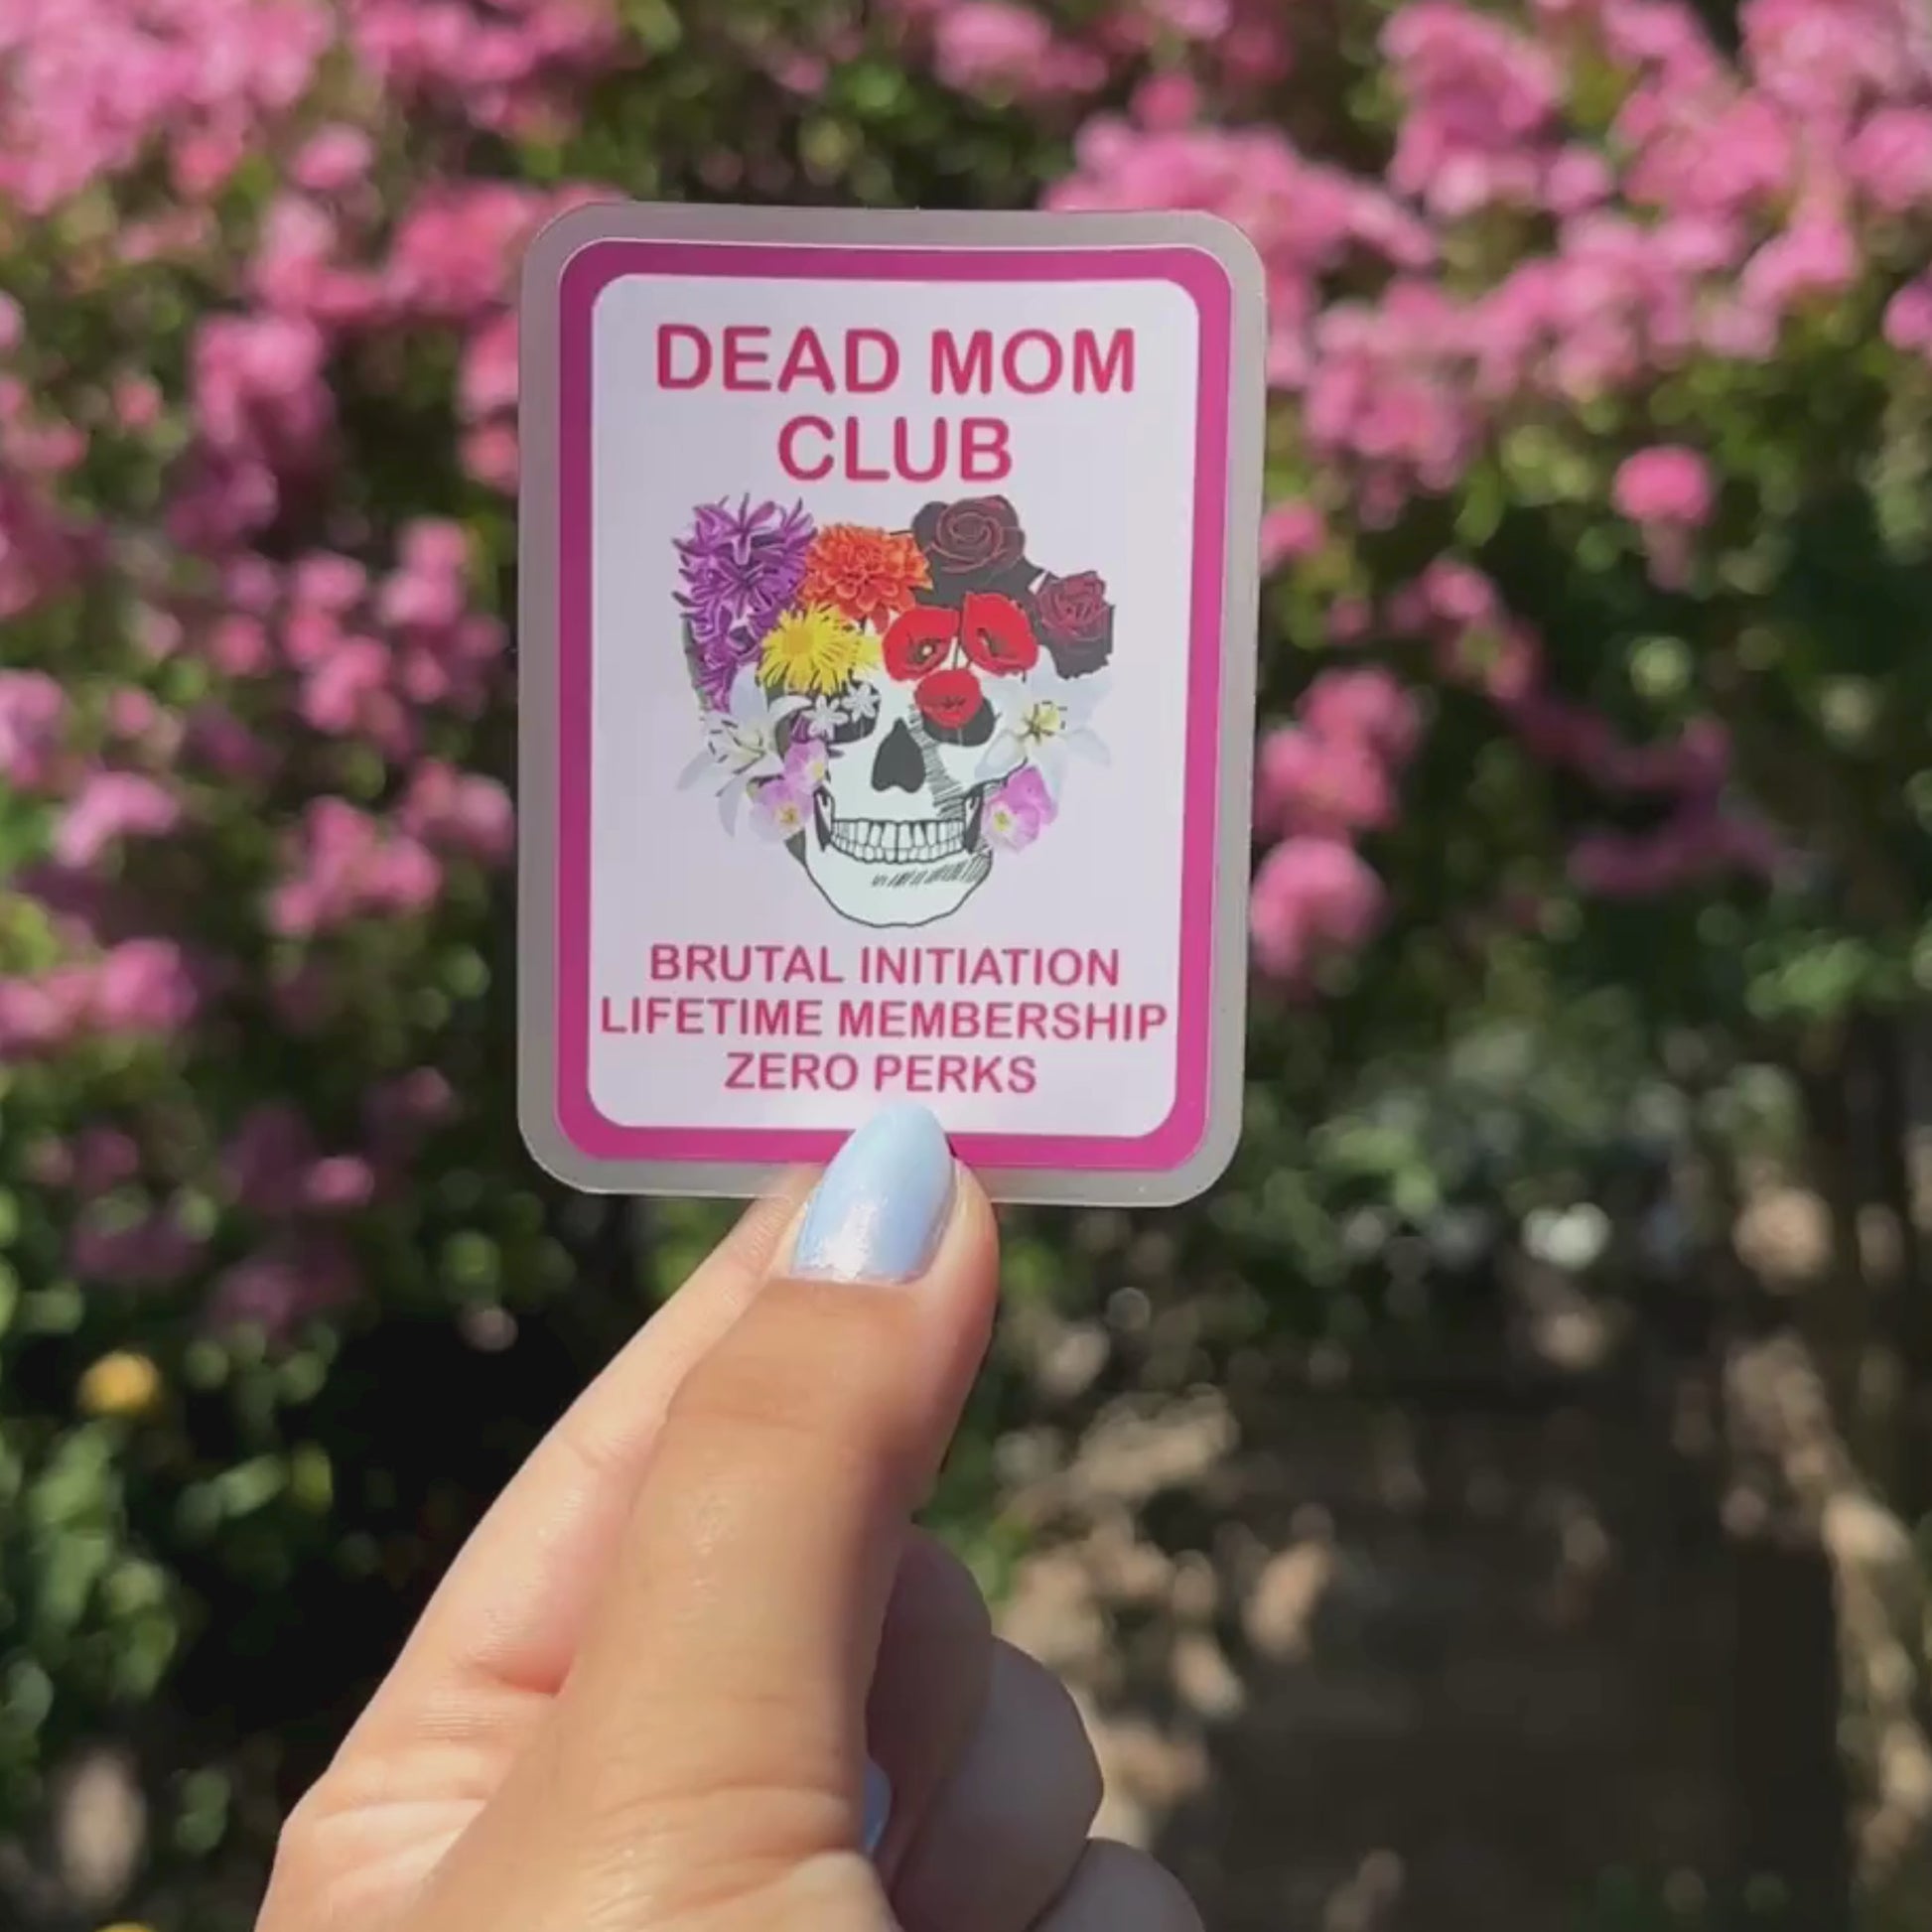 DEAD MOM
CLUB
BRUTAL INITIATION
LIFETIME MEMBERSHIP
ZERO PERKS